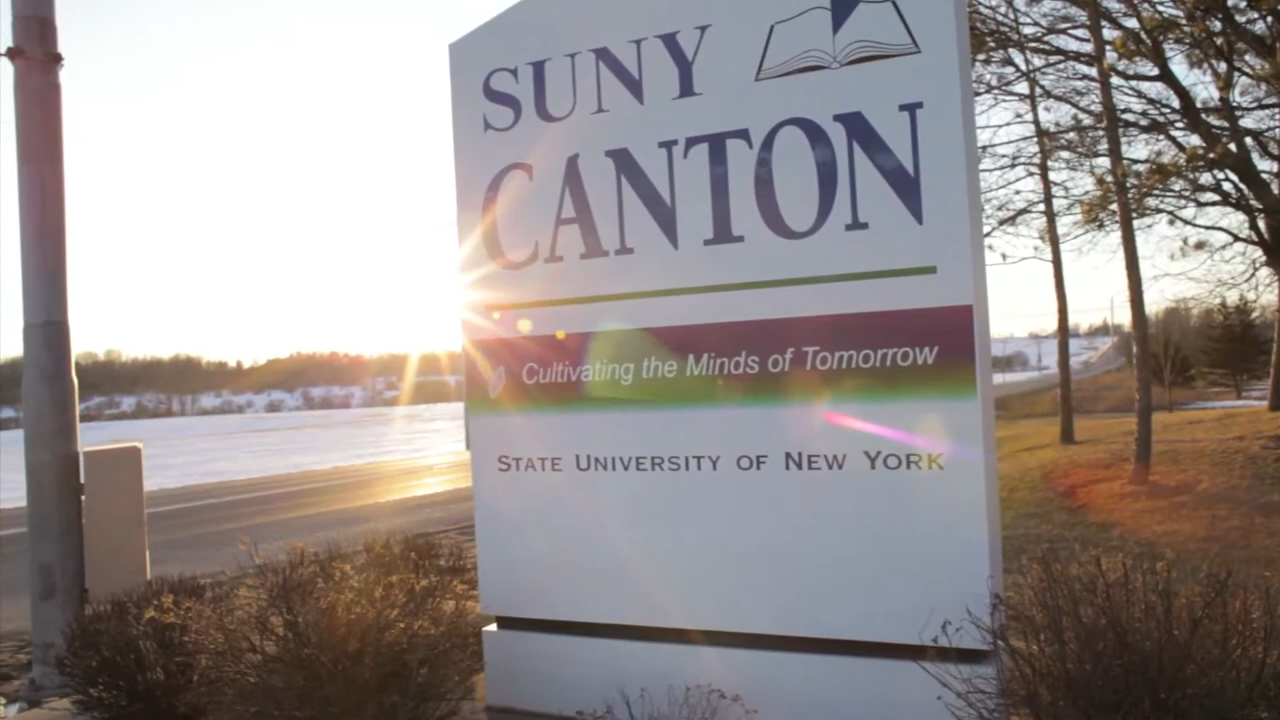 SUNY
CANTON
Cultivating the Minds of Tomorrow
STATE UNIVERSITY OF NEW YORK